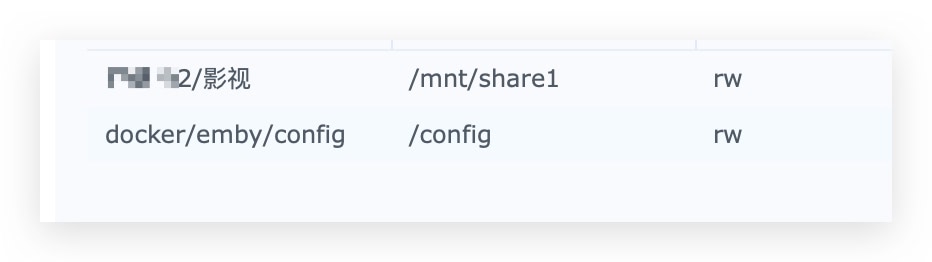 2/影视 /mnt/share1 rw
docker/emby/config /config rw